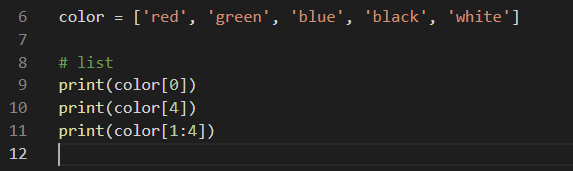 6 color = ['red', 'green', 'blue', 'black', 'white']
7
8 # list
9 print(color[0])
10 print(color[4])
11 print(color[1:4])
12